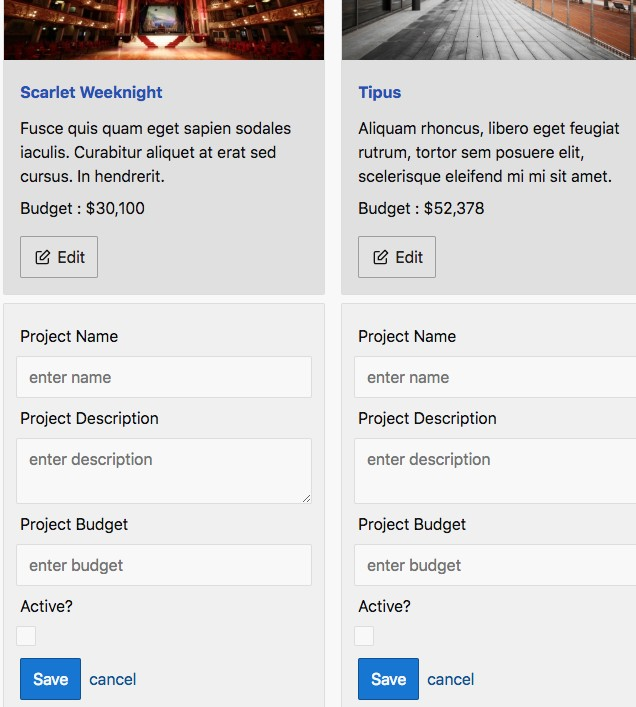 Scarlet Weeknight
Fusce quis quam eget sapien sodales
iaculis. Curabitur aliquet at erat sed
cursus. In hendrerit.
Budget : $30,100
Edit
Project Name
enter name
Project Description
enter description
Project Budget
enter budget
Active?
Save cancel
Tipus
Aliquam rhoncus, libero eget feugiat
rutrum, tortor sem posuere elit,
scelerisque eleifend mi mi sit amet.
Budget : $52,378
Edit
Project Name
enter name
Project Description
enter description
Project Budget
enter budget
Active?
Save cancel